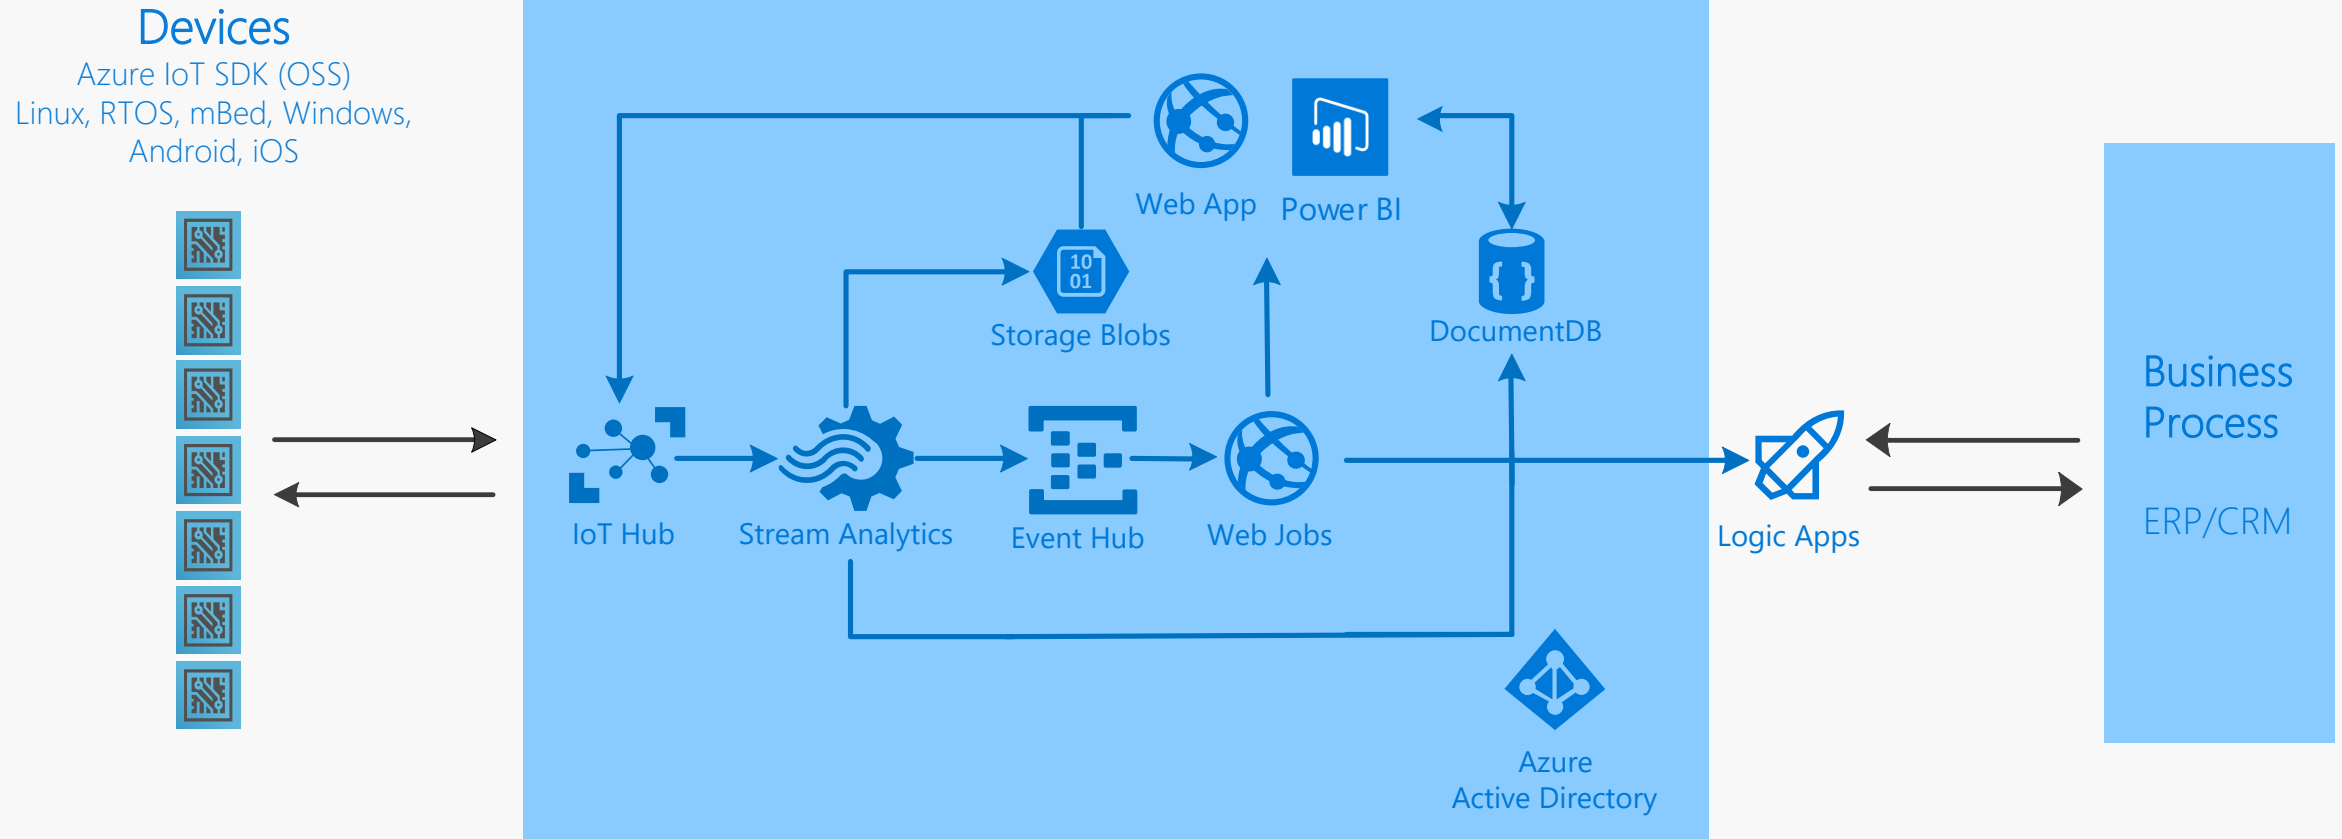 Devices
Azure IoT SDK (OSS)
Linux, RTOS, mBed, Windows,
Android, iOS
Web App
Power BI
10
01
Storage Blobs
{ }
DocumentDB
IoT Hub
Stream Analytics
Event Hub
Web Jobs
Logic Apps
Azure
Active Directory
Business
Process
ERP/CRM